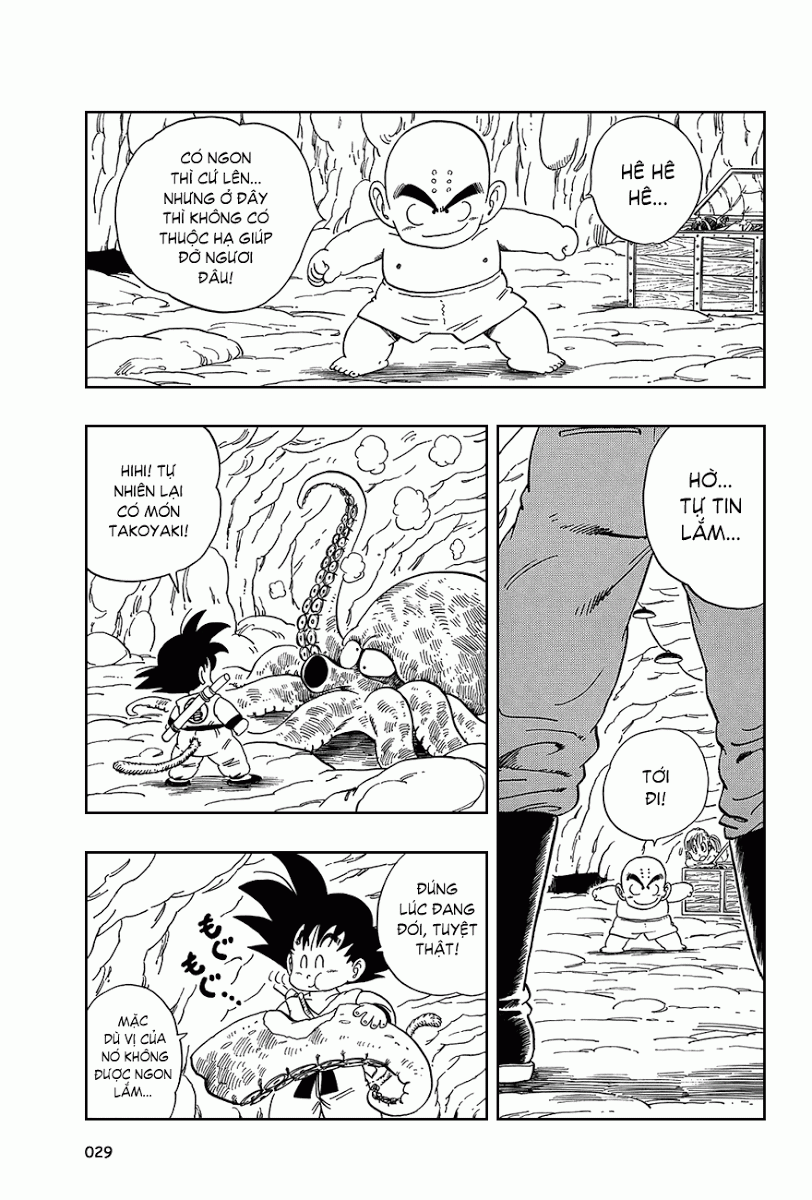 HÊ HÊ
HÊ...
CÓ NGON
THÌ CỨ LÊN...
NHƯNG Ở ĐÂY
THÌ KHÔNG CÓ
THUỘC HẠ GIÚP
ĐỠ NGƯƠI
ĐÂU!
HỜ...
TỰ TIN
LẮM...
TỚI
ĐI!
HIHI! TỰ
NHIÊN LẠI
CÓ MÓN
TAKOYAKI!
ĐÚNG
LÚC ĐANG
ĐÓI, TUYỆT
THẬT!
もぐ
もぐ...
MẶC
DÙ VỊ CỦA
NÓ KHÔNG
ĐƯỢC NGON
LẮM...
029